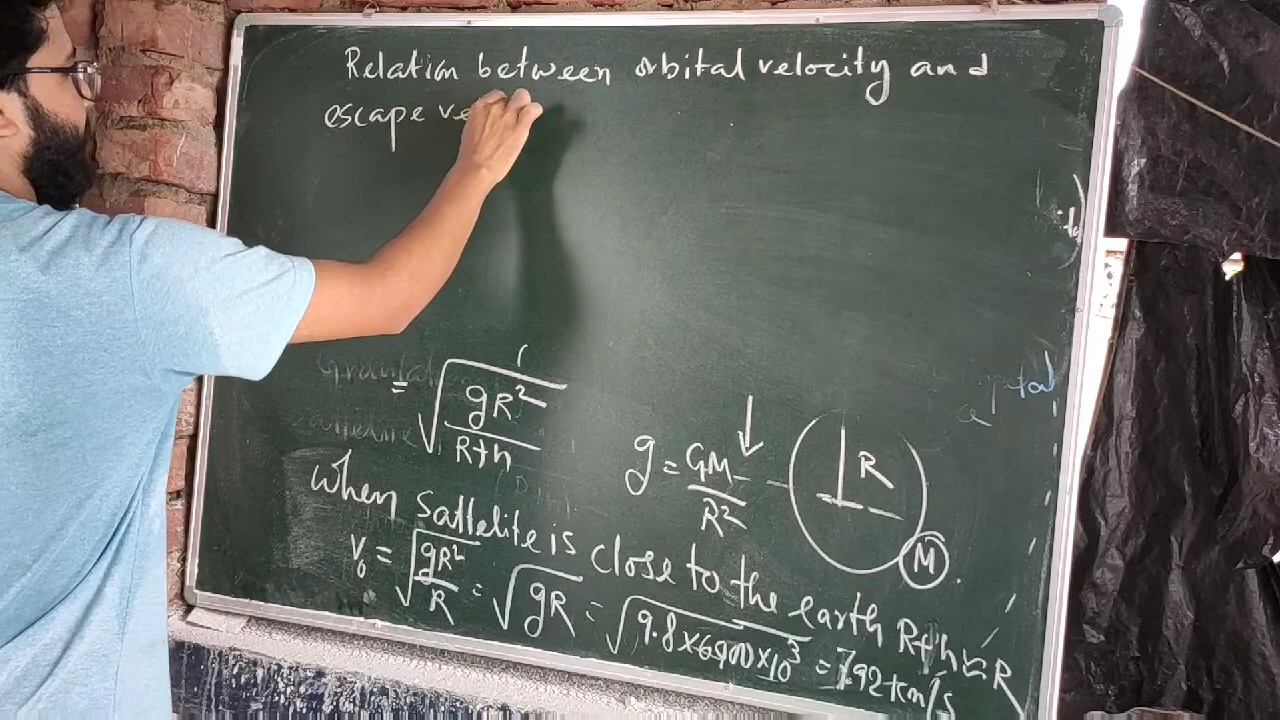 Relation between orbital velocity and
escape ve
= √(gR²/(R+h))
g = GM/R²
R
M
When Sattelite is close to the earth R+h ≈ R
V₀ = √(gR²/R) = √gR = √(9.8×6400×10³) = 7.92 km/s